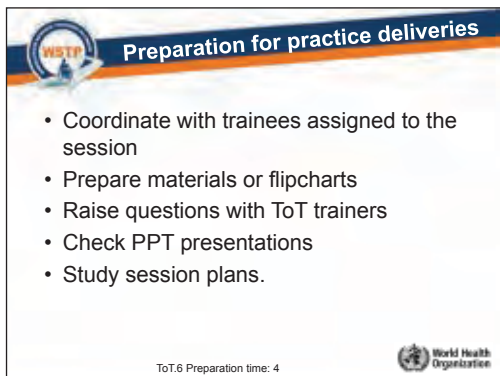 WSTP
Preparation for practice deliveries
• Coordinate with trainees assigned to the
session
• Prepare materials or flipcharts
• Raise questions with ToT trainers
• Check PPT presentations
• Study session plans.
ToT.6 Preparation time: 4
World Health
Organization